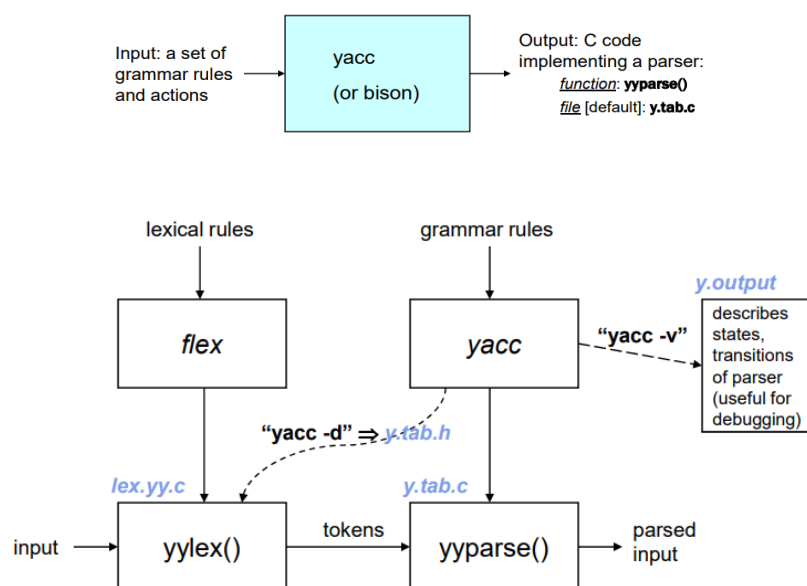 Input: a set of
grammar rules
and actions
yacc
(or bison)
Output: C code
implementing a parser:
function: yyparse()
file [default]: y.tab.c
lexical rules
grammar rules
y.output
flex
yacc
"yacc -v"
describes
states,
transitions
of parser
(useful for
debugging)
"yacc -d" ⇒ y.tab.h
lex.yy.c
y.tab.c
input
yylex()
tokens
yyparse()
parsed
input